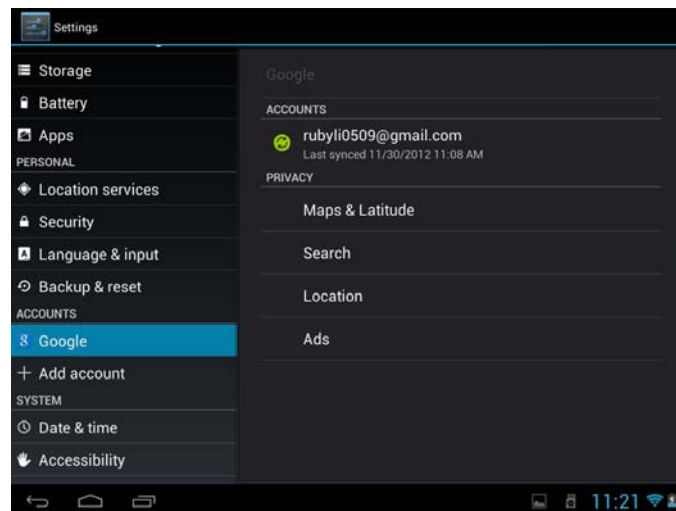 Settings
Storage
Battery
Apps
PERSONAL
Location services
Security
Language & input
Backup & reset
ACCOUNTS
Google
Add account
SYSTEM
Date & time
Accessibility
Google
ACCOUNTS
rubyli0509@gmail.com
Last synced 11/30/2012 11:08 AM
PRIVACY
Maps & Latitude
Search
Location
Ads
11:21